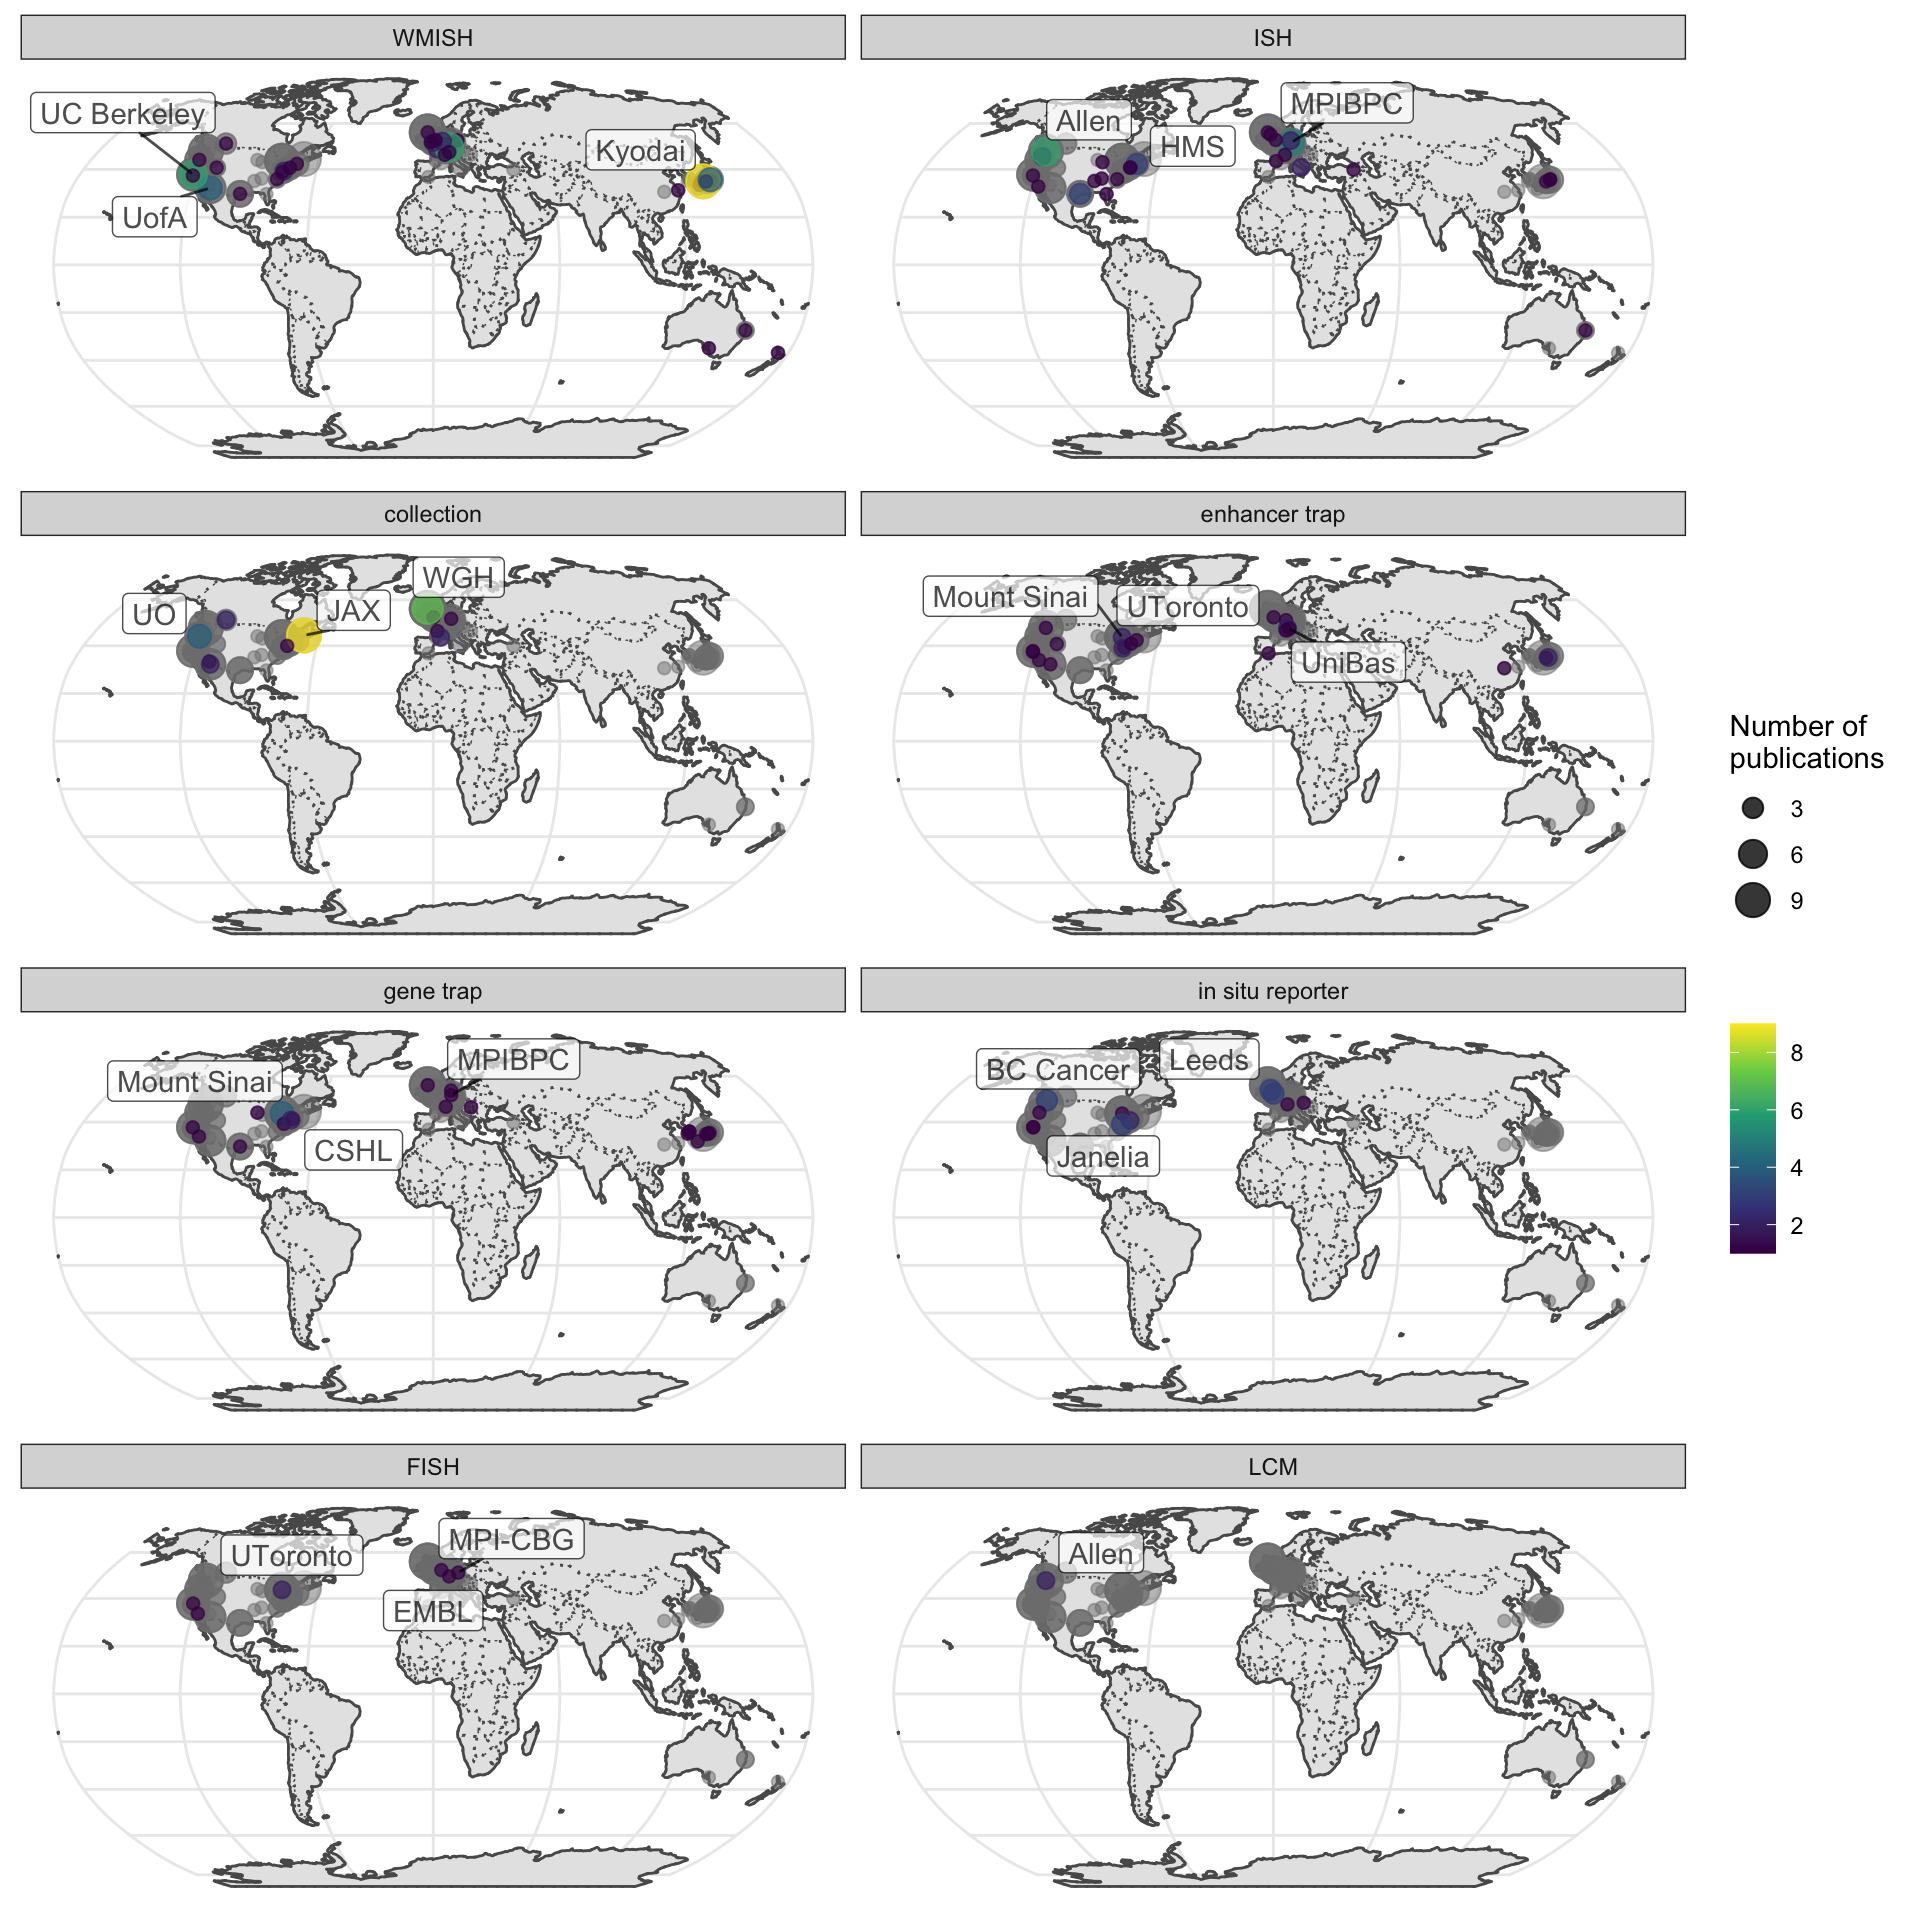 WMISH
ISH
UC Berkeley
UofA
Kyodai
Allen
HMS
MPIBPC
collection
enhancer trap
UO
JAX
WGH
Mount Sinai
UToronto
UniBas
Number of
publications
3
6
9
gene trap
in situ reporter
Mount Sinai
MPIBPC
CSHL
BC Cancer
Leeds
Janelia
8
6
4
2
FISH
LCM
UToronto
MPI-CBG
EMBL
Allen